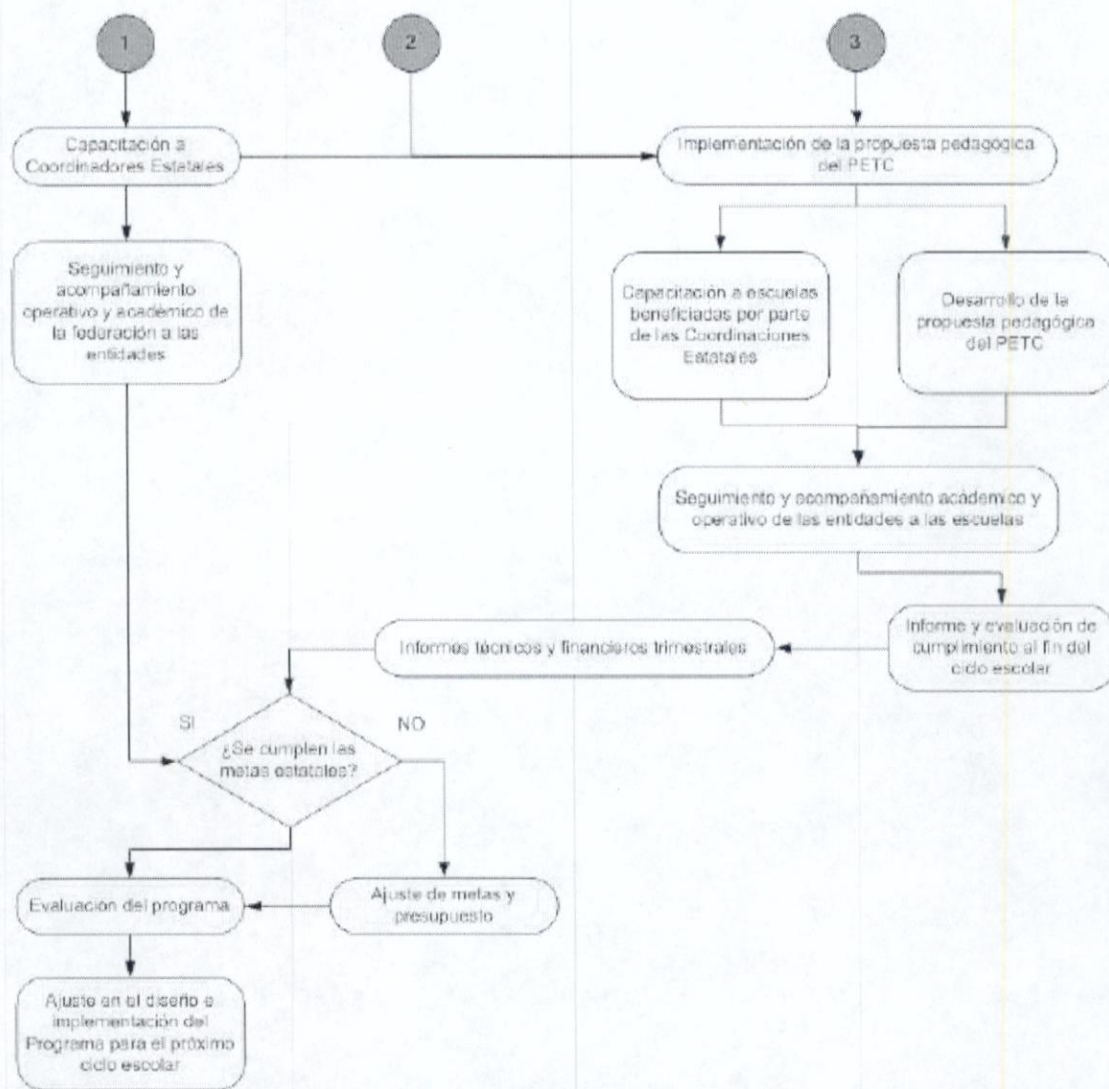 1
2
3
Capacitación a
Coordinadores Estatales
Implementación de la propuesta pedagógica
del PETC
Seguimiento y
acompañamiento
operativo y académico de
la federación a las
entidades
Capacitación a escuelas
beneficiadas por parte
de las Coordinaciones
Estatales
Desarrollo de la
propuesta pedagógica
del PETC
Seguimiento y acompañamiento académico y
operativo de las entidades a las escuelas
Informes técnicos y financieros trimestrales
Informe y evaluación de
cumplimiento al fin del
ciclo escolar
SI
NO
¿Se cumplen las
metas estatales?
Evaluación del programa
Ajuste de metas y
presupuesto
Ajuste en el diseño e
implementación del
Programa para el próximo
ciclo escolar